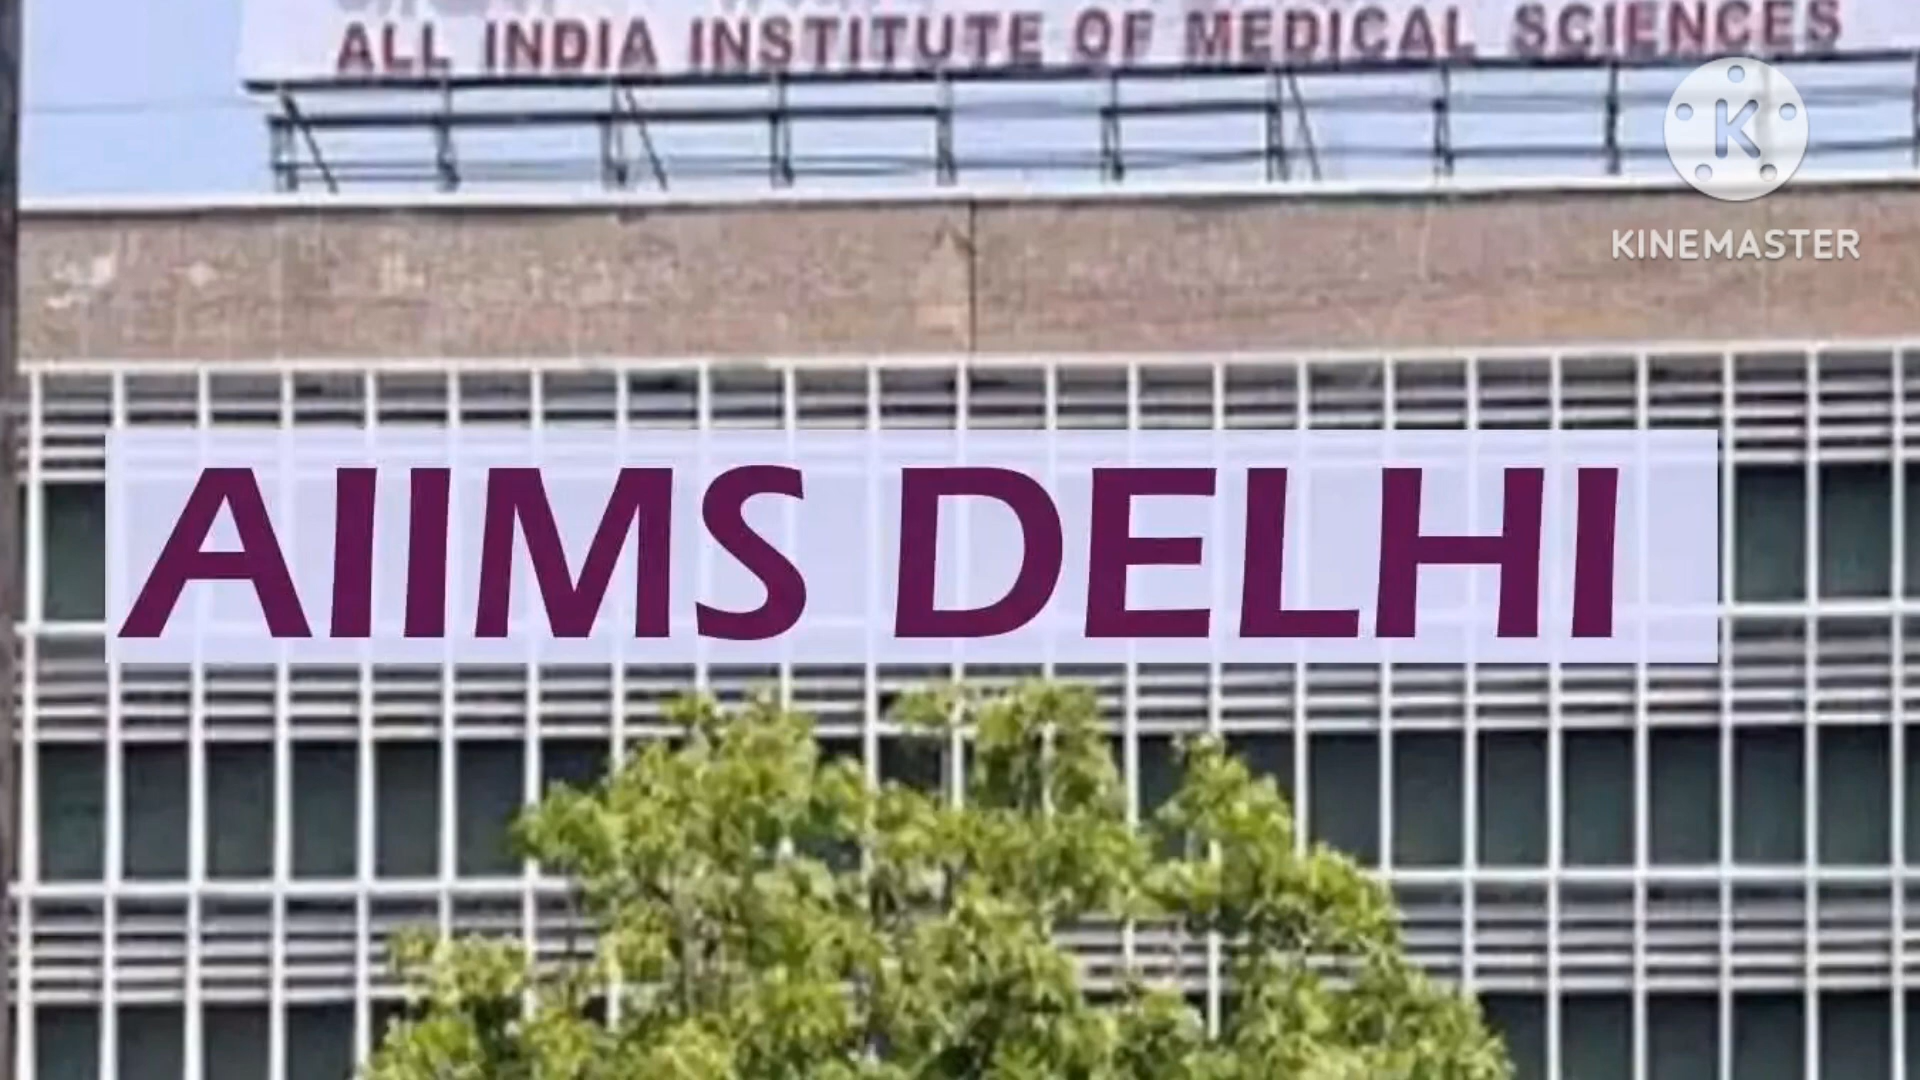 ALL INDIA INSTITUTE OF MEDICAL SCIENCES
K
KINEMASTER
AIIMS DELHI